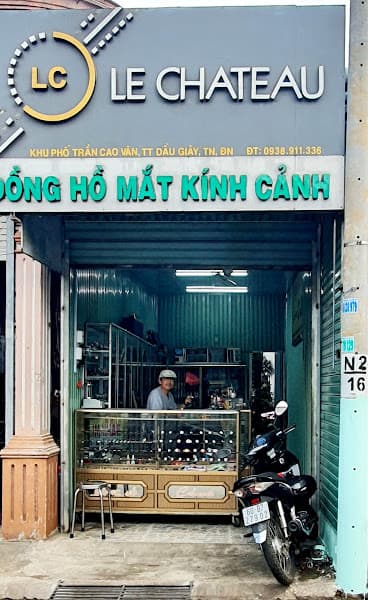 LC LE CHATEAU
KHU PHỐ TRẦN CAO VÂN, TT DẦU GIÂY, TN, ĐN ĐT: 0938.911.336
ĐỒNG HỒ MẮT KÍNH CẢNH
N2
16